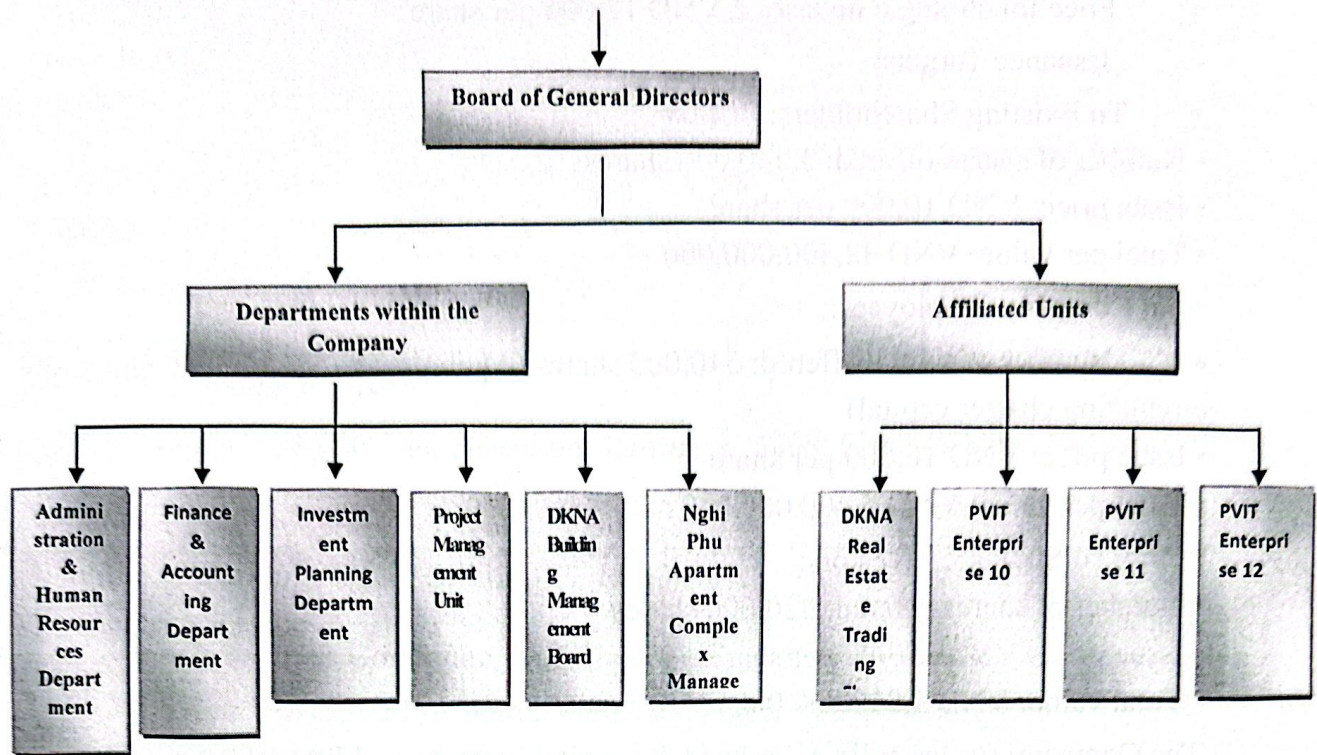 Board of General Directors
Departments within the
Company
Affiliated Units
Admini
stration
&
Human
Resour
ces
Depart
ment
Finance
&
Account
ing
Depart
ment
Investm
ent
Planning
Departm
ent
Project
Manag
ement
Unit
DKNA
Buildin
g
Manag
ement
Board
Nghi
Phu
Apartm
ent
Comple
x
Manage
DKNA
Real
Estat
e
Tradi
ng
PVIT
Enterpri
se 10
PVIT
Enterpri
se 11
PVIT
Enterpri
se 12